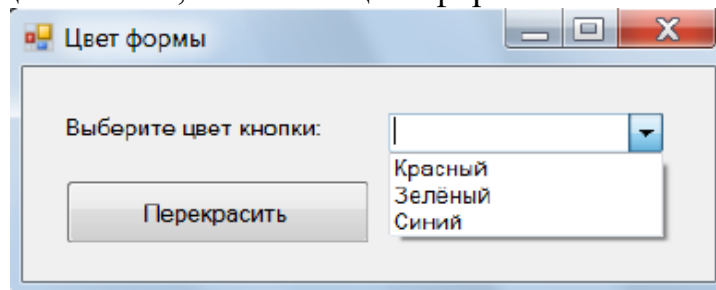 Цвет формы
Выберите цвет кнопки:
Красный
Зелёный
Синий
Перекрасить